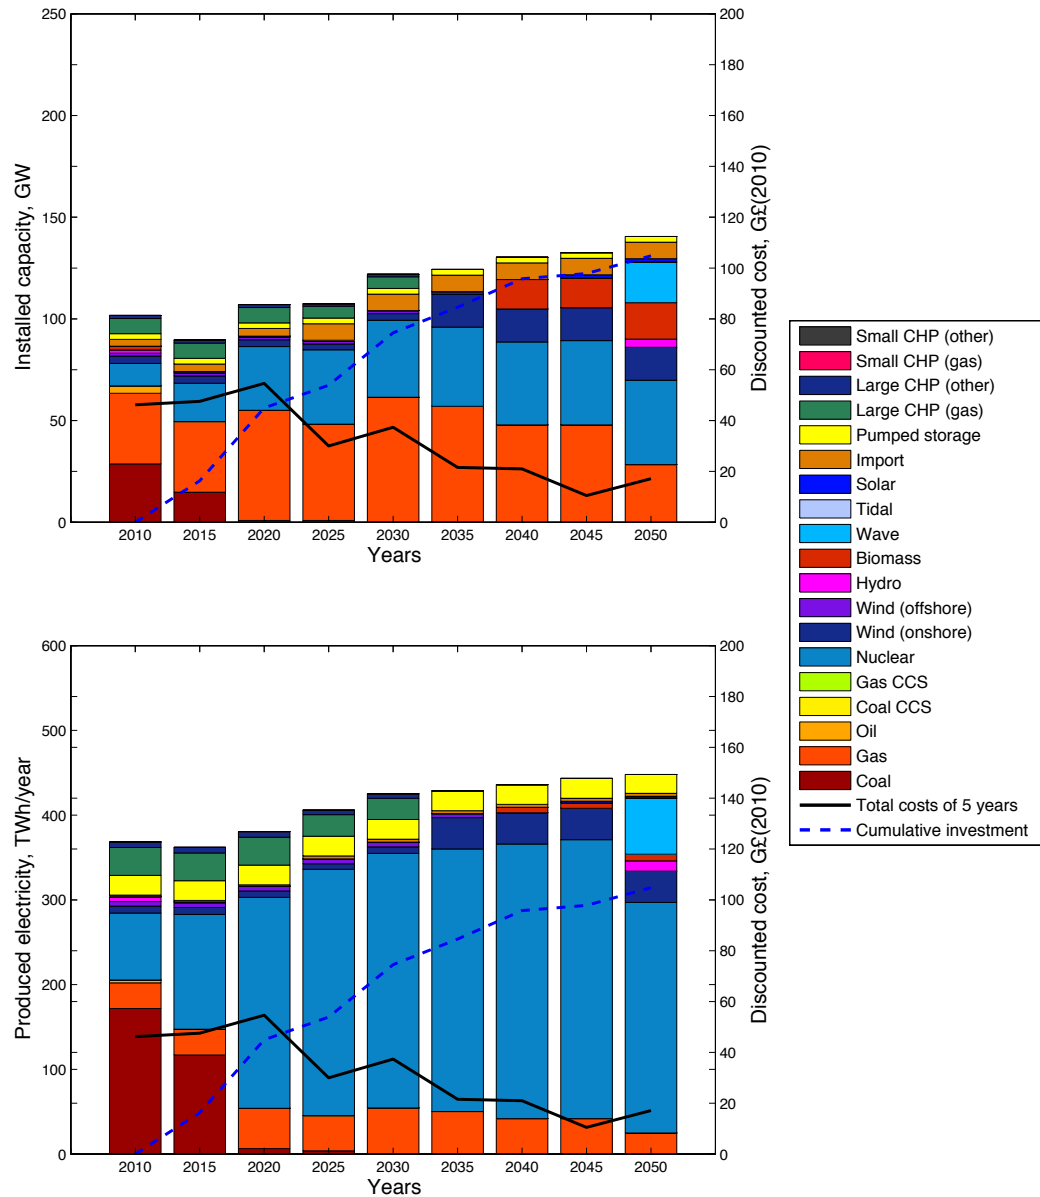 250
200
150
100
50
0
200
180
160
140
120
100
80
60
40
20
0
Installed capacity, GW
Discounted cost, G£(2010)
2010 2015 2020 2025 2030 2035 2040 2045 2050
Years
Small CHP (other)
Small CHP (gas)
Large CHP (other)
Large CHP (gas)
Pumped storage
Import
Solar
Tidal
Wave
Biomass
Hydro
Wind (offshore)
Wind (onshore)
Nuclear
Gas CCS
Coal CCS
Oil
Gas
Coal
Total costs of 5 years
Cumulative investment
600
500
400
300
200
100
0
200
180
160
140
120
100
80
60
40
20
0
Produced electricity, TWh/year
Discounted cost, G£(2010)
2010 2015 2020 2025 2030 2035 2040 2045 2050
Years